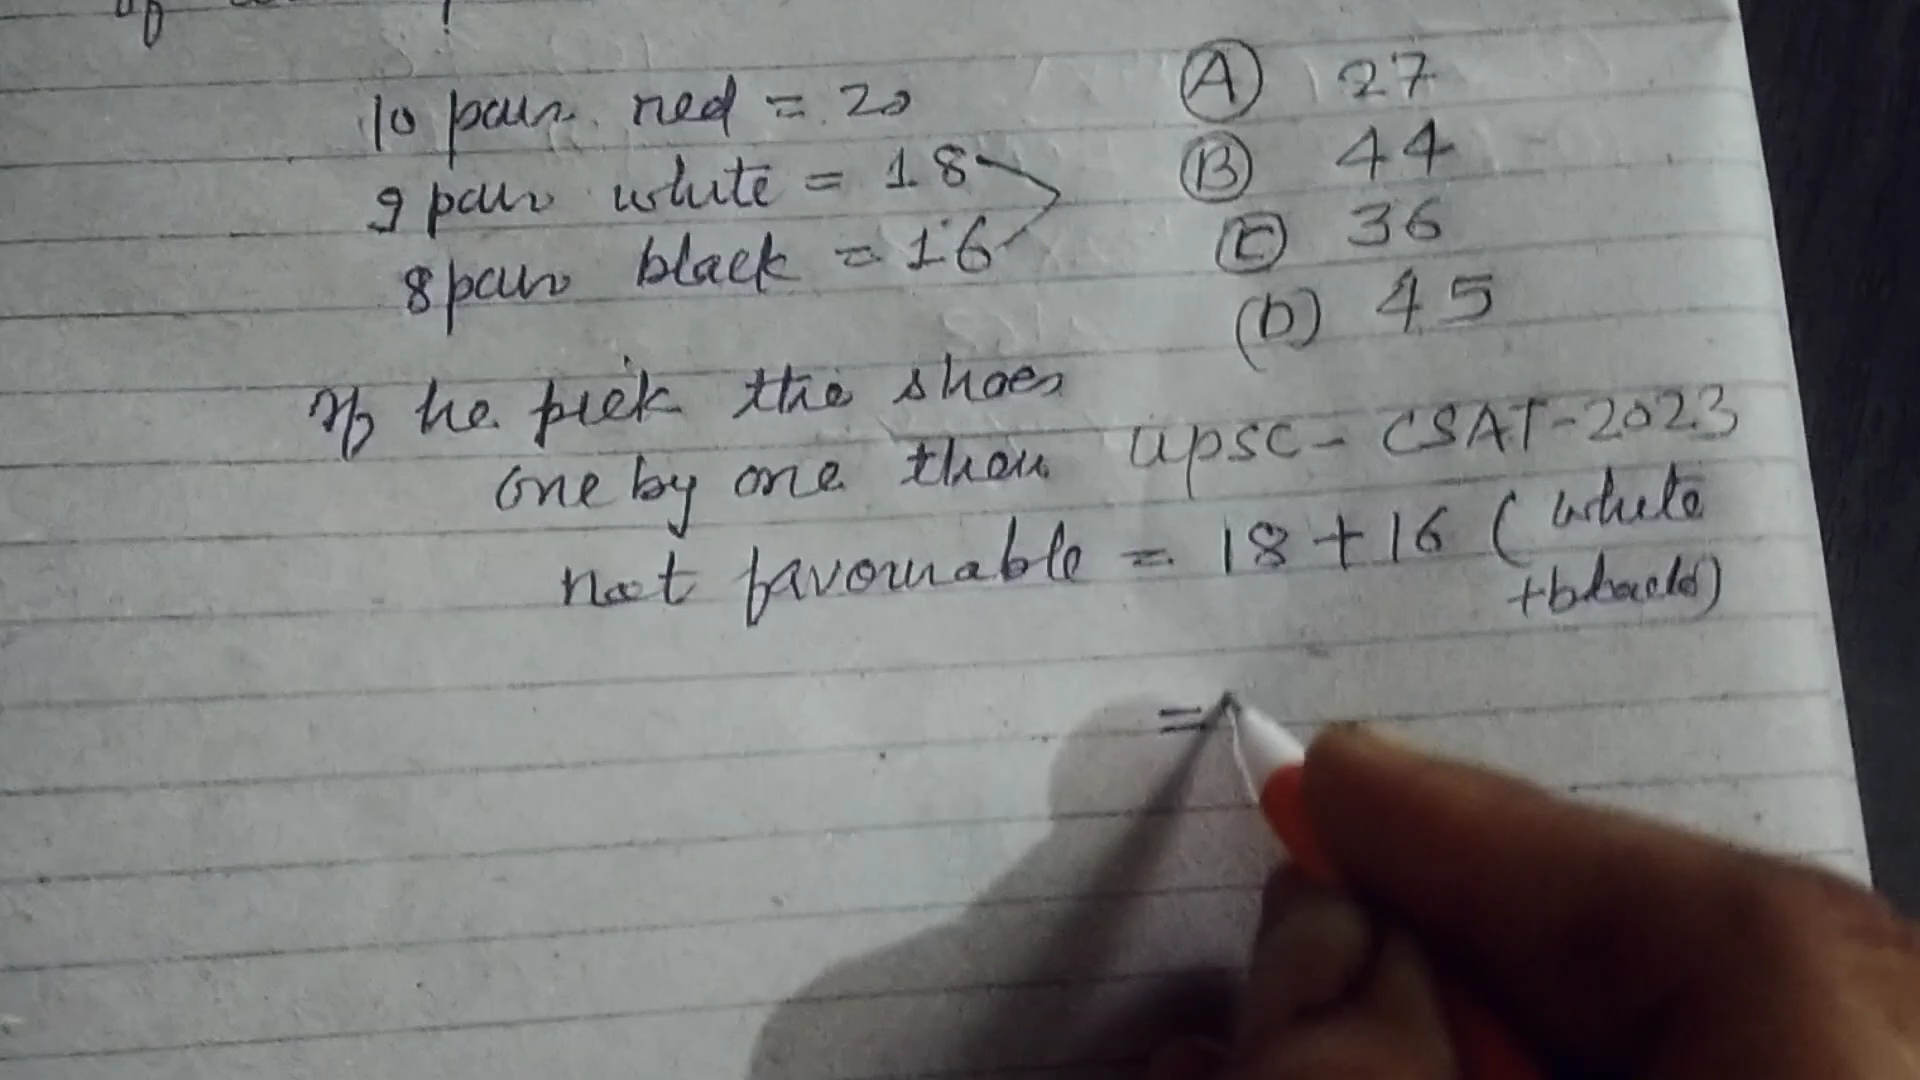 of
10 pair red = 20
9 pair white = 18
8 pair black = 16
(A) 27
(B) 44
(C) 36
(D) 45
If he pick the shoes
one by one then
UPSC - CSAT-2023
not favourable = 18 + 16 (white
+black)
=